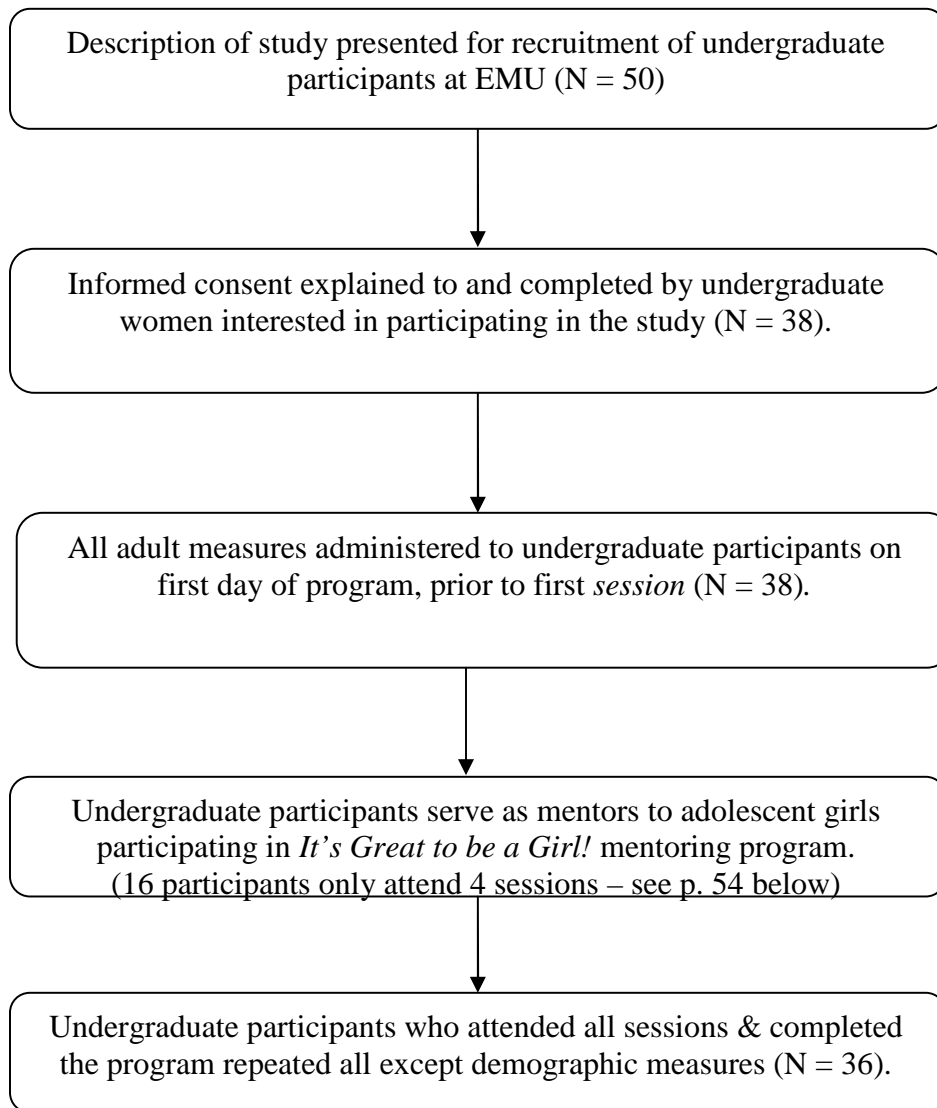 Description of study presented for recruitment of undergraduate
participants at EMU (N = 50)
Informed consent explained to and completed by undergraduate
women interested in participating in the study (N = 38).
All adult measures administered to undergraduate participants on
first day of program, prior to first session (N = 38).
Undergraduate participants serve as mentors to adolescent girls
participating in It’s Great to be a Girl! mentoring program.
(16 participants only attend 4 sessions – see p. 54 below)
Undergraduate participants who attended all sessions & completed
the program repeated all except demographic measures (N = 36).